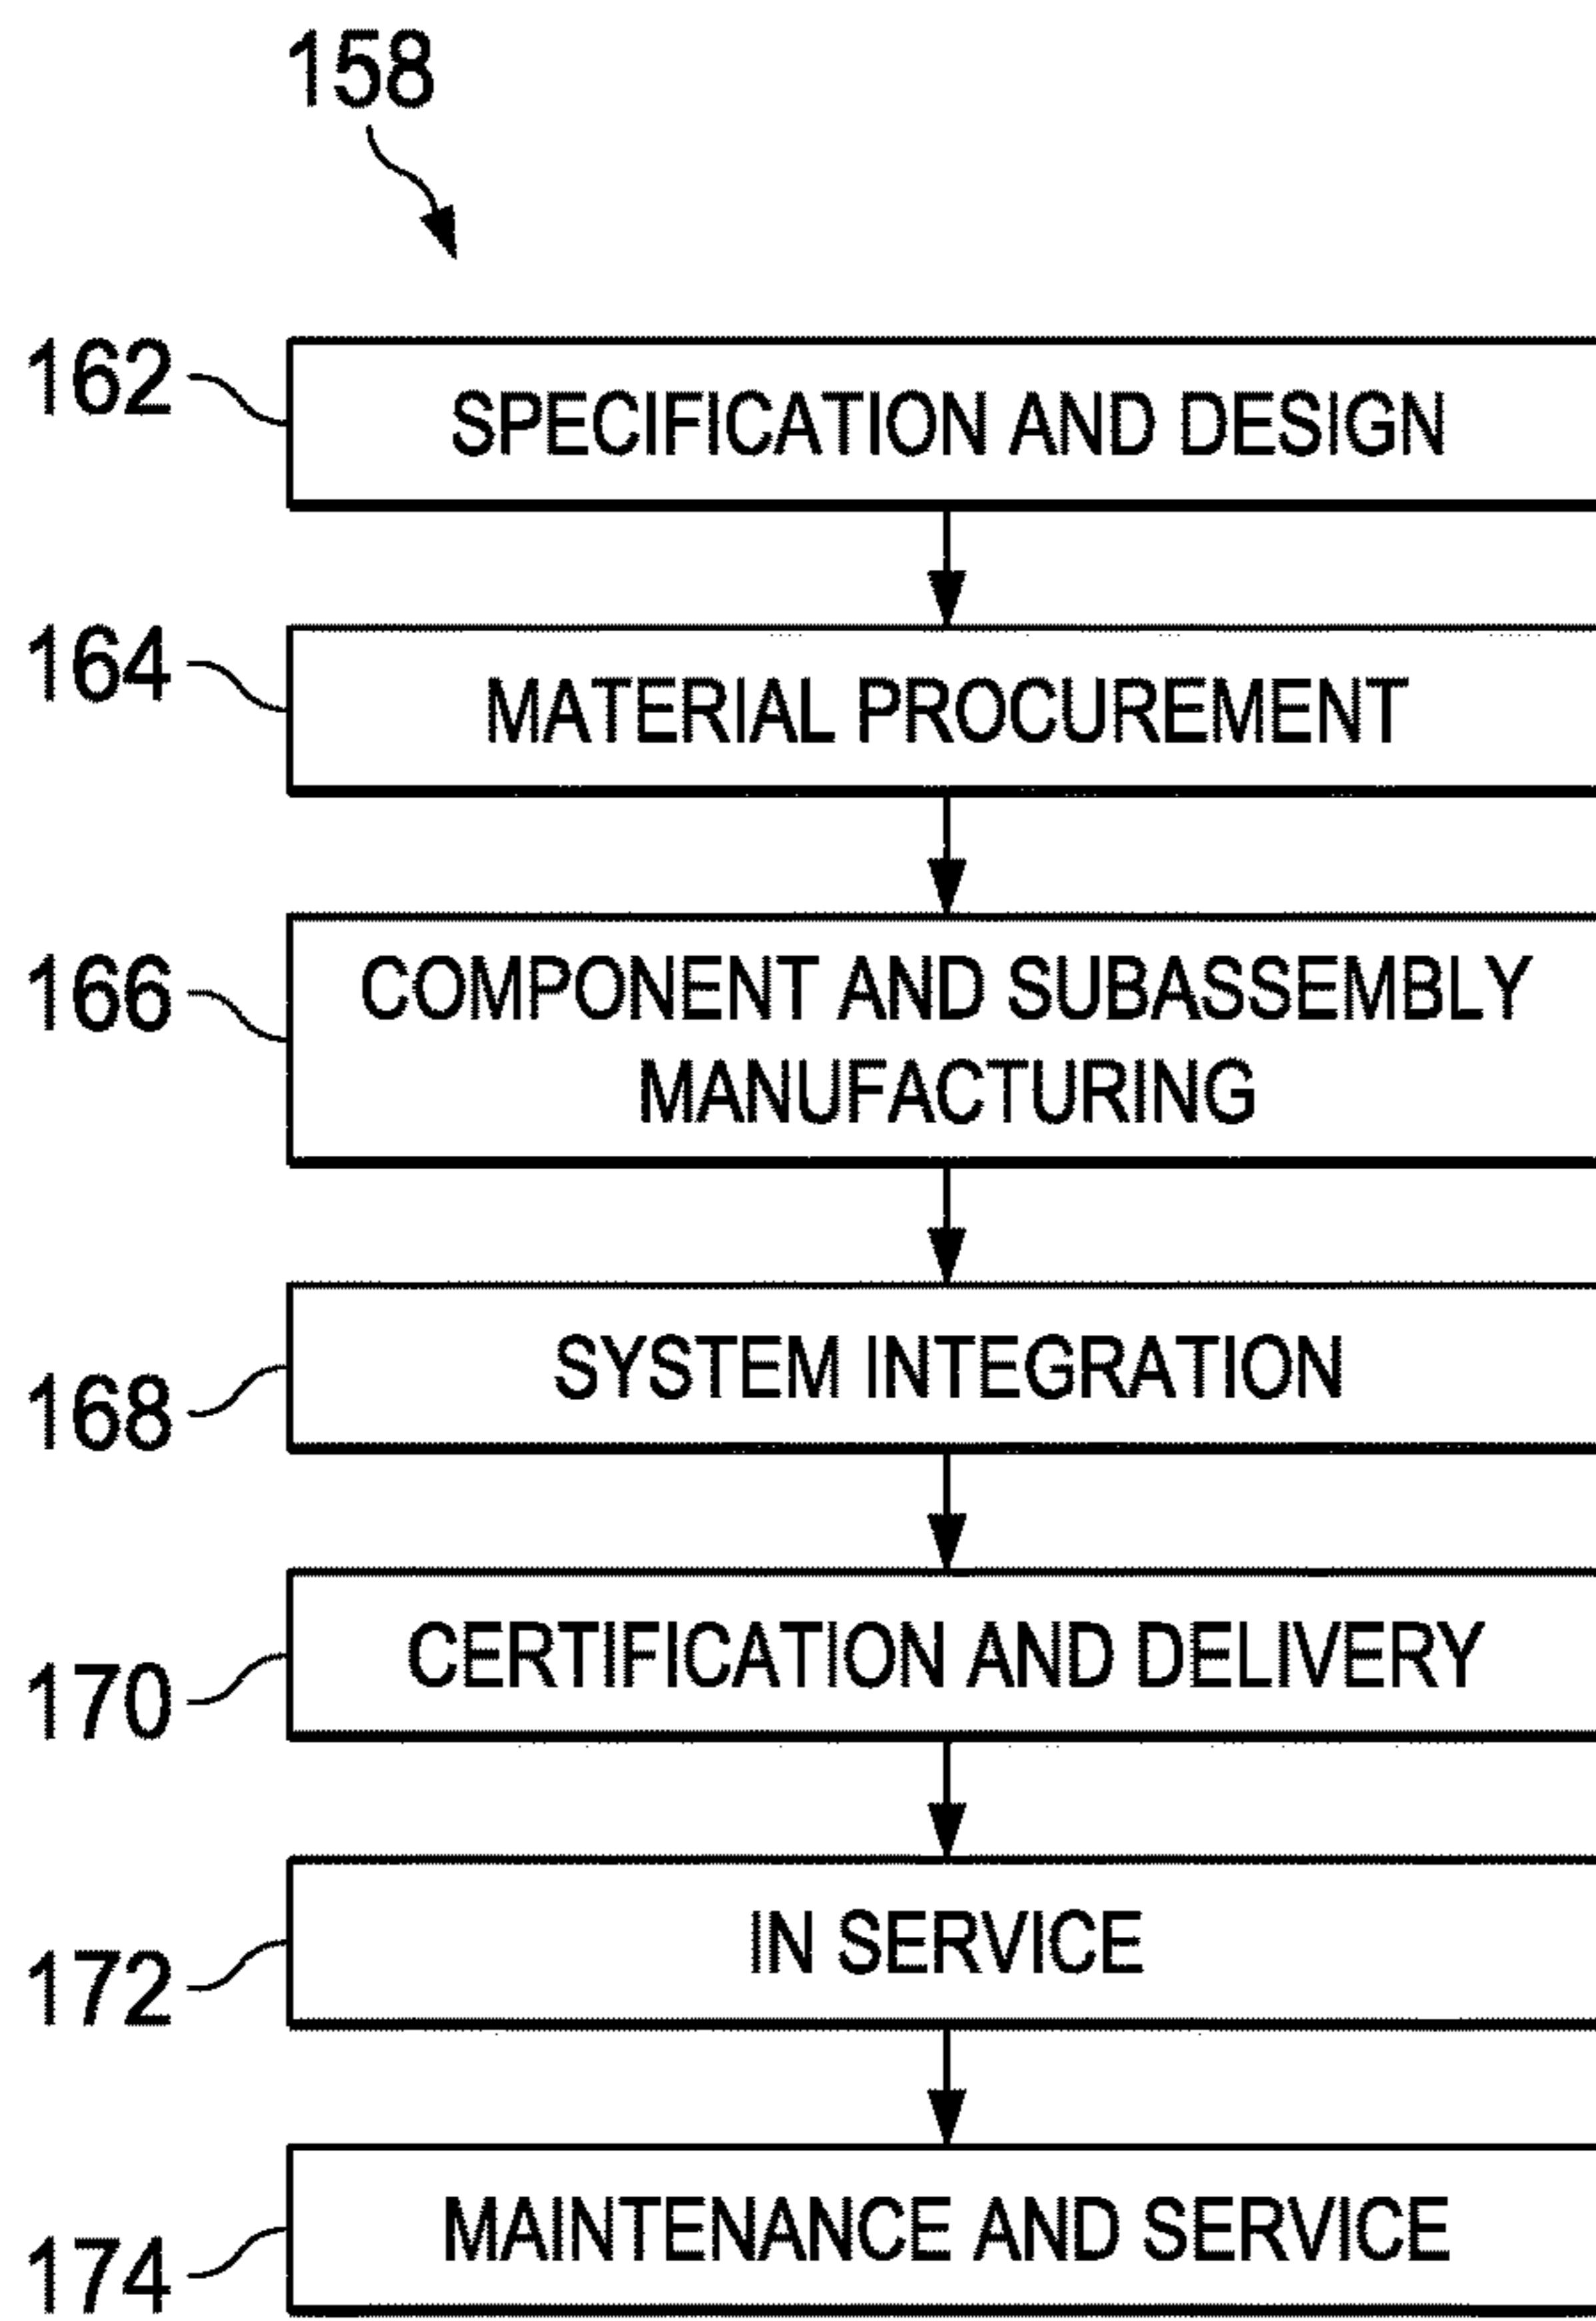 158
162
SPECIFICATION AND DESIGN
164
MATERIAL PROCUREMENT
166
COMPONENT AND SUBASSEMBLY
MANUFACTURING
168
SYSTEM INTEGRATION
170
CERTIFICATION AND DELIVERY
172
IN SERVICE
174
MAINTENANCE AND SERVICE